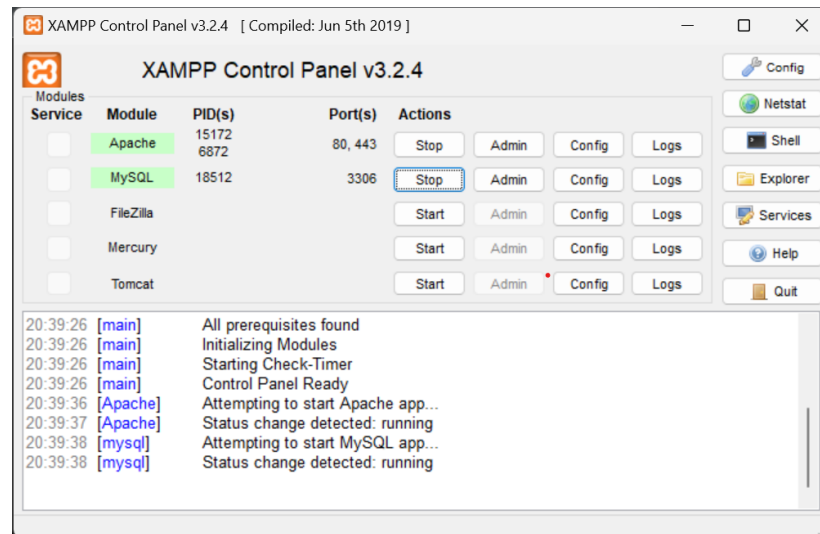 XAMPP Control Panel v3.2.4 [ Compiled: Jun 5th 2019 ]
XAMPP Control Panel v3.2.4
Config
Modules
Service Module PID(s) Port(s) Actions
Netstat
Apache 15172 6872 80, 443 Stop Admin Config Logs
Shell
MySQL 18512 3306 Stop Admin Config Logs
Explorer
FileZilla Start Admin Config Logs
Services
Mercury Start Admin Config Logs
Help
Tomcat Start Admin Config Logs
Quit
20:39:26 [main] All prerequisites found
20:39:26 [main] Initializing Modules
20:39:26 [main] Starting Check-Timer
20:39:26 [main] Control Panel Ready
20:39:36 [Apache] Attempting to start Apache app...
20:39:37 [Apache] Status change detected: running
20:39:38 [mysql] Attempting to start MySQL app...
20:39:38 [mysql] Status change detected: running